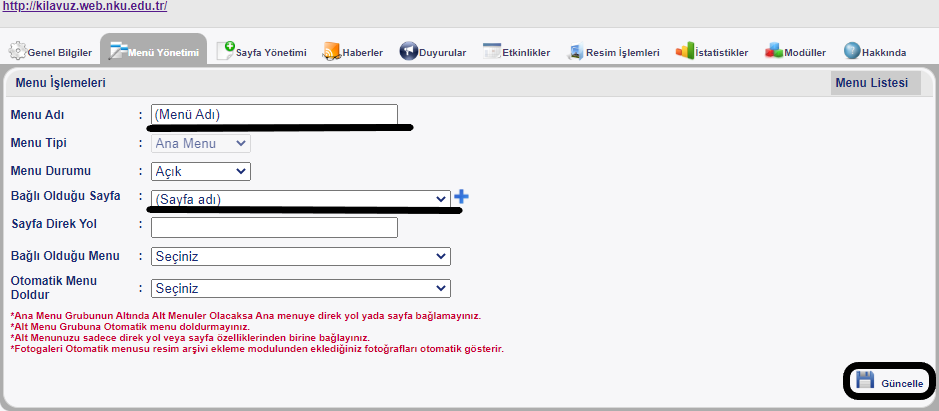 http://kilavuz.web.nku.edu.tr/
Genel Bilgiler Menü Yönetimi Sayfa Yönetimi Haberler Duyurular Etkinlikler Resim İşlemleri İstatistikler Modüller Hakkında
Menu İşlemeleri Menu Listesi
Menu Adı : (Menü Adı)
Menu Tipi : Ana Menu
Menu Durumu : Açık
Bağlı Olduğu Sayfa : (Sayfa adı)
Sayfa Direk Yol :
Bağlı Olduğu Menu : Seçiniz
Otomatik Menu
Doldur : Seçiniz
*Ana Menu Grubunun Altında Alt Menuler Olacaksa Ana menuye direk yol yada sayfa bağlamayınız.
*Alt Menu Grubuna Otomatik menu doldurmayınız.
*Alt Menunuzu sadece direk yol veya sayfa özelliklerinden birine bağlayınız.
*Fotogaleri Otomatik menusu resim arşivi ekleme modulunden eklediğiniz fotoğrafları otomatik gösterir.
Güncelle